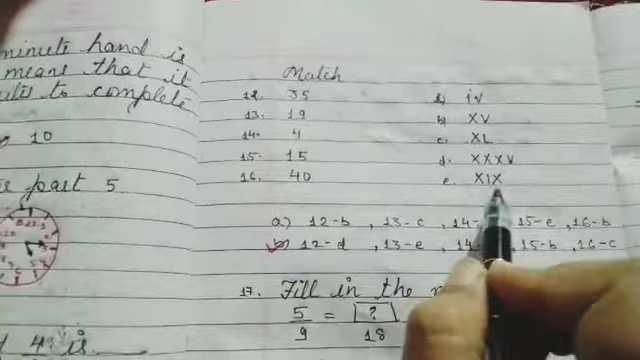 minute hand is
means that it
to complete
10
part 5
Match
12. 35
13. 19
14. 4
15. 15
16. 40
a) iv
b) XV
c. XL
d. XXXV
e. XIX
a) 12-b , 13-c , 14- 15-e , 16-b
b) 12-d , 13-e , 14 , 15-b , 16-c
17. Fill in the
5/9 = ?/18
4 is